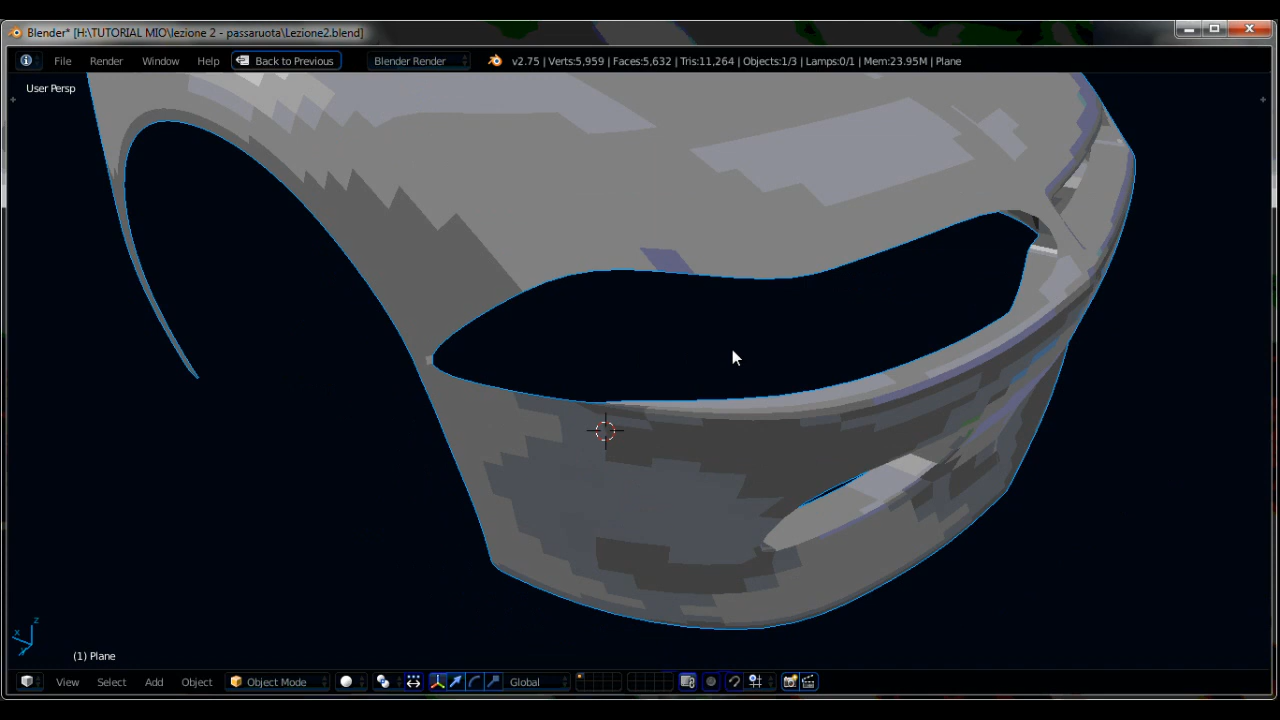 Blender* [H:\TUTORIAL MIO\lezione 2 - passaruota\Lezione2.blend]
File Render Window Help Back to Previous Blender Render v2.75 | Verts:5,959 | Faces:5,632 | Tris:11,264 | Objects:1/3 | Lamps:0/1 | Mem:23.95M | Plane
User Persp
z
x
y
(1) Plane
View Select Add Object Object Mode Global